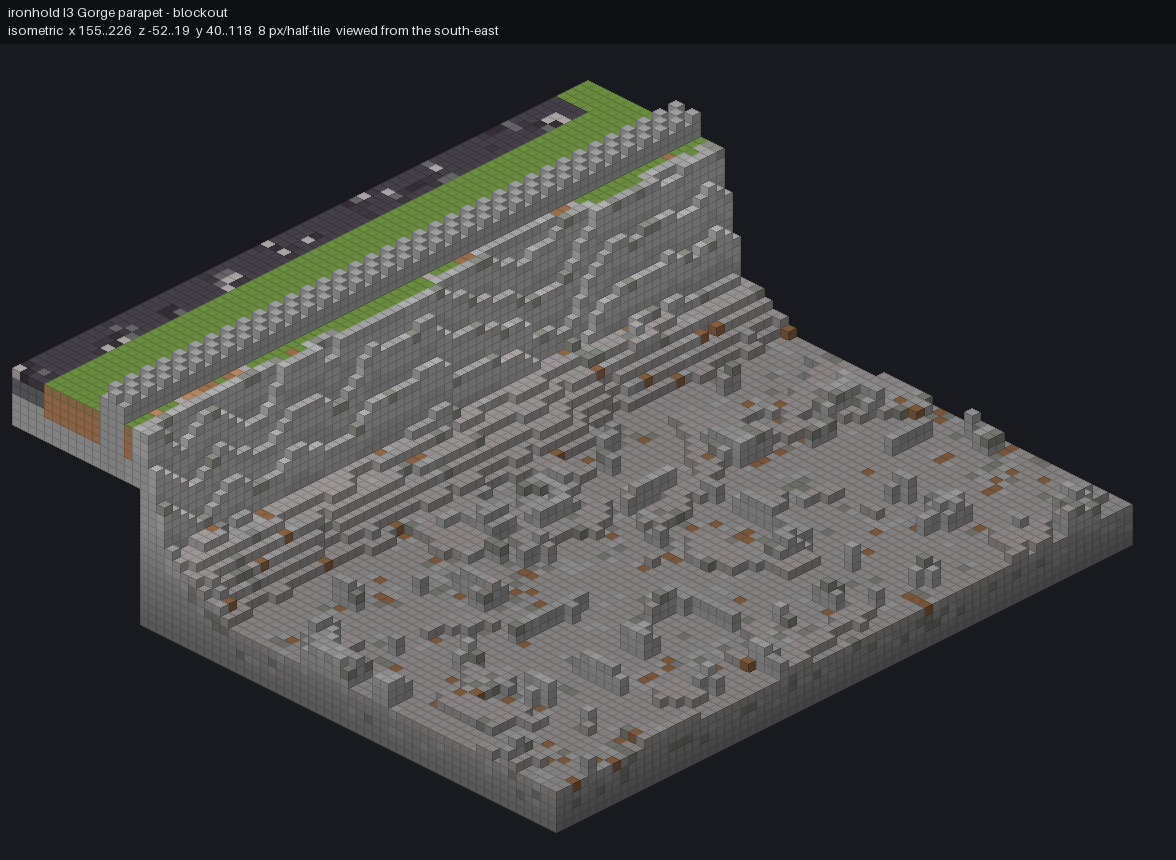 ironhold I3 Gorge parapet - blockout
isometric x 155..226 z -52..19 y 40..118 8 px/half-tile viewed from the south-east